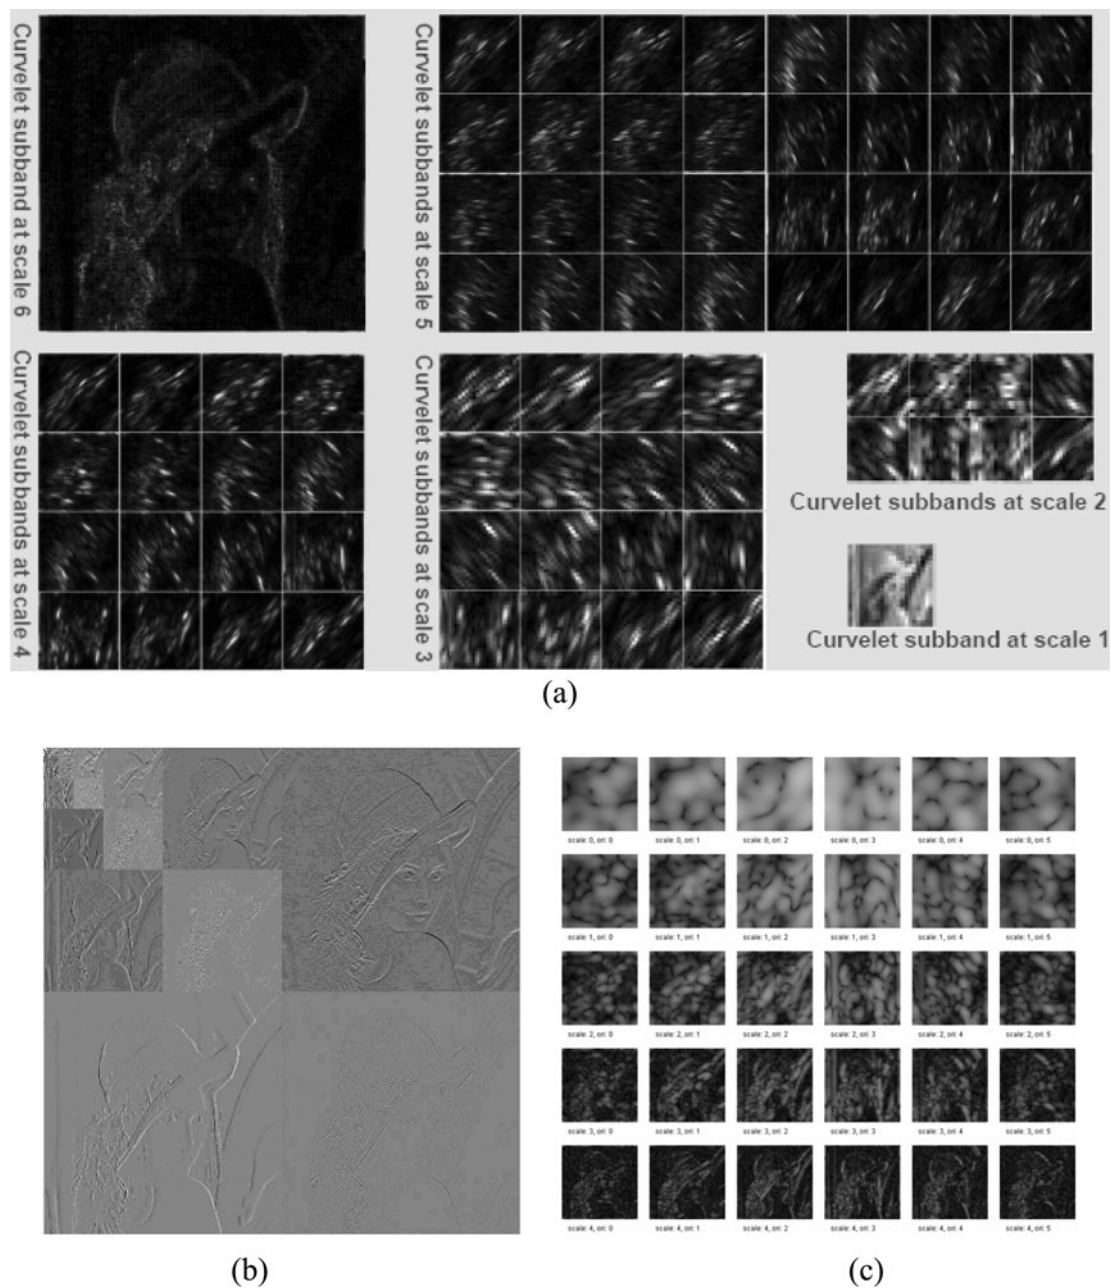 Curvelet subband at scale 6
Curvelet subbands at scale 5
Curvelet subbands at scale 4
Curvelet subbands at scale 3
Curvelet subbands at scale 2
Curvelet subband at scale 1
(a)
scale: 0, ori: 0 scale: 0, ori: 1 scale: 0, ori: 2 scale: 0, ori: 3 scale: 0, ori: 4 scale: 0, ori: 5
scale: 1, ori: 0 scale: 1, ori: 1 scale: 1, ori: 2 scale: 1, ori: 3 scale: 1, ori: 4 scale: 1, ori: 5
scale: 2, ori: 0 scale: 2, ori: 1 scale: 2, ori: 2 scale: 2, ori: 3 scale: 2, ori: 4 scale: 2, ori: 5
scale: 3, ori: 0 scale: 3, ori: 1 scale: 3, ori: 2 scale: 3, ori: 3 scale: 3, ori: 4 scale: 3, ori: 5
scale: 4, ori: 0 scale: 4, ori: 1 scale: 4, ori: 2 scale: 4, ori: 3 scale: 4, ori: 4 scale: 4, ori: 5
(b)
(c)